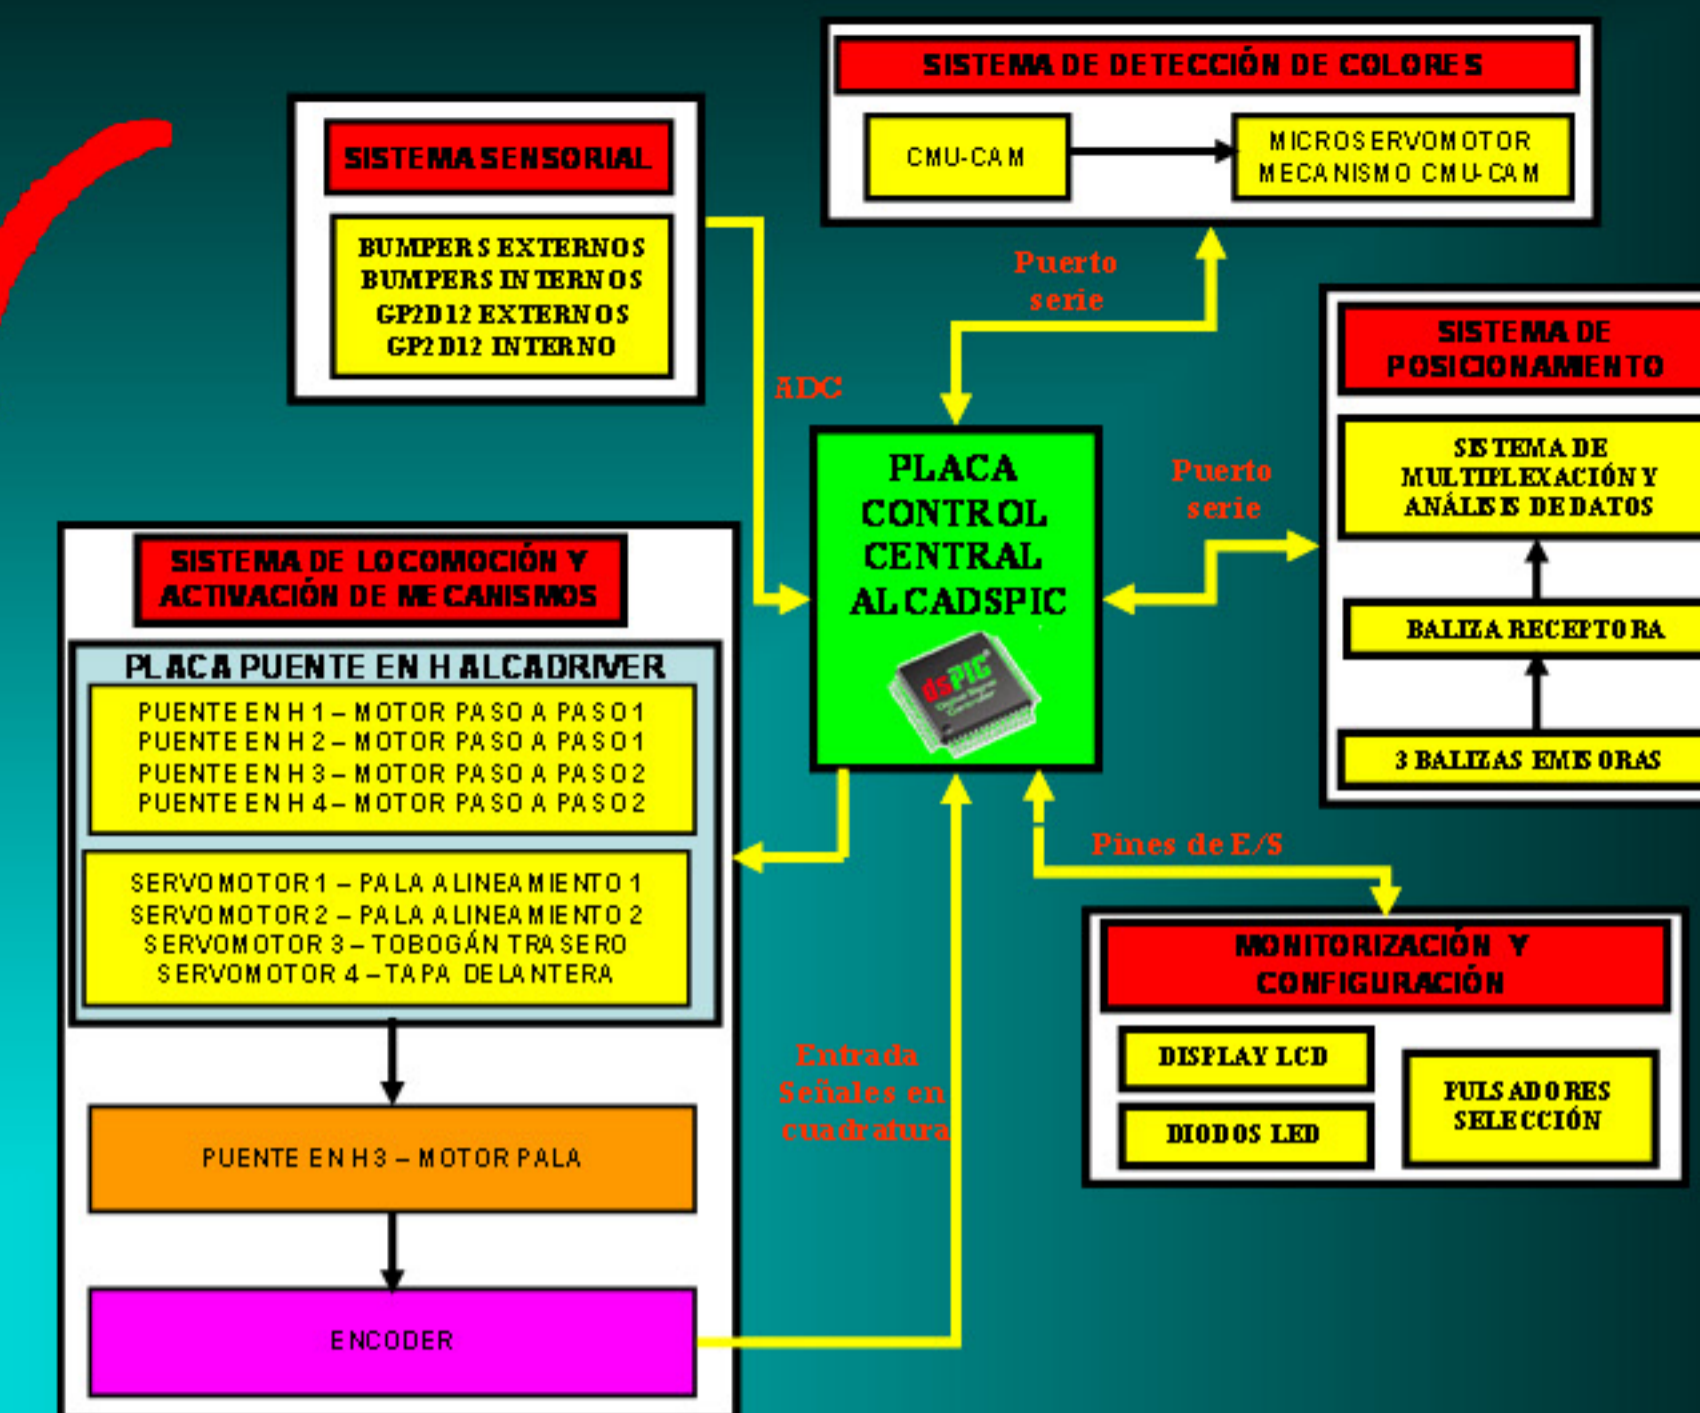 SISTEMA DE DETECCIÓN DE COLORES
CMU-CAM
MICROSERVOMOTOR
MECANISMO CMU-CAM
SISTEMA SENSORIAL
BUMPERS EXTERNOS
BUMPERS INTERNOS
GP2D12 EXTERNOS
GP2D12 INTERNO
Puerto
serie
ADC
SISTEMA DE
POSICIONAMIENTO
SISTEMA DE
MULTIPLEXACIÓN Y
ANÁLISIS DE DATOS
BALIZA RECEPTORA
3 BALIZAS EMISORAS
Puerto
serie
PLACA
CONTROL
CENTRAL
ALCADSPIC
dsPIC
SISTEMA DE LOCOMOCIÓN Y
ACTIVACIÓN DE MECANISMOS
PLACA PUENTE EN H ALCADRIVER
PUENTE EN H 1 – MOTOR PASO A PASO 1
PUENTE EN H 2 – MOTOR PASO A PASO 1
PUENTE EN H 3 – MOTOR PASO A PASO 2
PUENTE EN H 4 – MOTOR PASO A PASO 2
SERVOMOTOR 1 – PALA ALINEAMIENTO 1
SERVOMOTOR 2 – PALA ALINEAMIENTO 2
SERVOMOTOR 3 – TOBOGÁN TRASERO
SERVOMOTOR 4 – TAPA DELANTERA
PUENTE EN H3 – MOTOR PALA
ENCODER
Entrada
Señales en
cuadratura
Pines de E/S
MONITORIZACIÓN Y
CONFIGURACIÓN
DISPLAY LCD
DIODOS LED
PULSADORES
SELECCIÓN